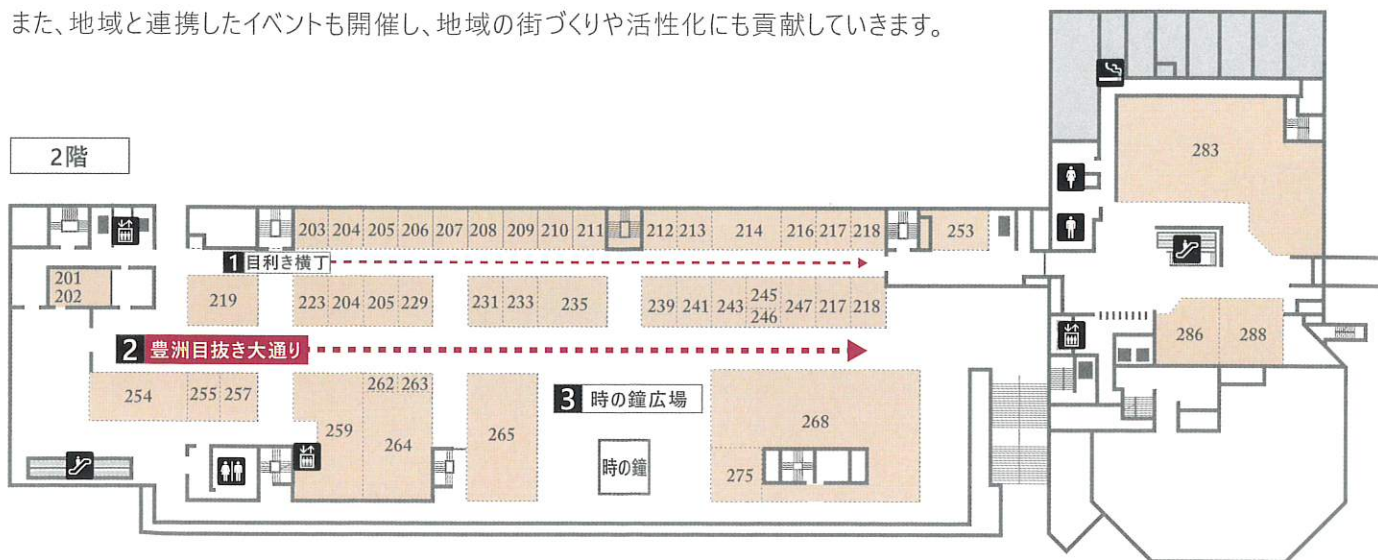 また、地域と連携したイベントも開催し、地域の街づくりや活性化にも貢献していきます。
2階
283
203 204 205 206 207 208 209 210 211 212 213 214 216 217 218 253
1 目利き横丁
201
202
219 223 204 205 229 231 233 235 239 241 243 245 247 217 218
246
286 288
2 豊洲目抜き大通り
254 255 257 262 263
3 時の鐘広場
259 264 265 268
時の鐘
275